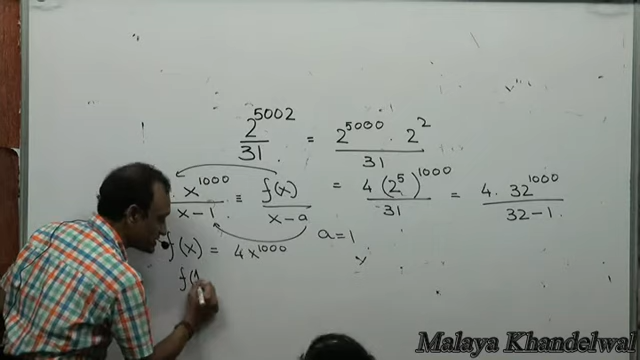 2^5002 / 31 = 2^5000 . 2^2 / 31
x^1000 / x-1 ≡ f(x) / x-a = 4(2^5)^1000 / 31 = 4. 32^1000 / 32-1.
f(x) = 4x^1000 a=1
f(1
Malaya Khandelwal